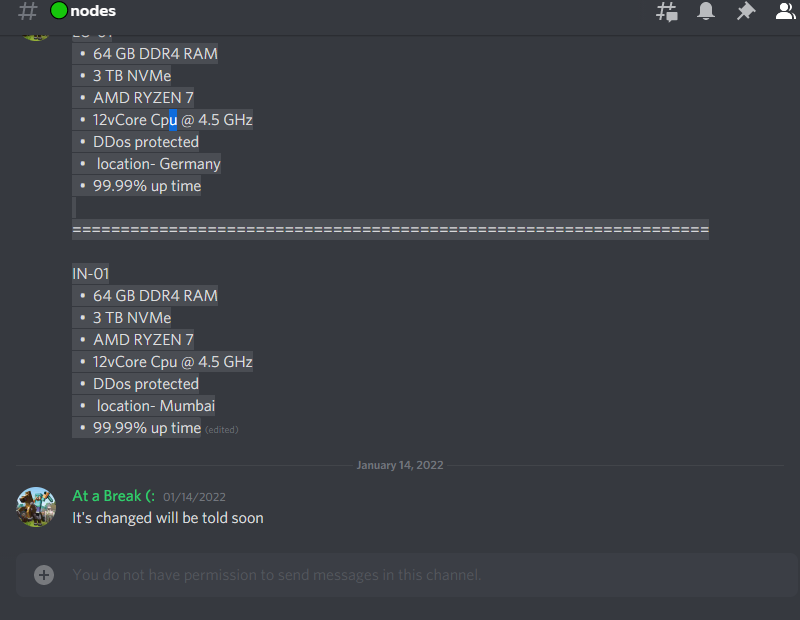 nodes
• 64 GB DDR4 RAM
• 3 TB NVMe
• AMD RYZEN 7
• 12vCore Cpu @ 4.5 GHz
• DDos protected
• location- Germany
• 99.99% up time
==================================================================
IN-01
• 64 GB DDR4 RAM
• 3 TB NVMe
• AMD RYZEN 7
• 12vCore Cpu @ 4.5 GHz
• DDos protected
• location- Mumbai
• 99.99% up time (edited)
January 14, 2022
At a Break (: 01/14/2022
It's changed will be told soon
You do not have permission to send messages in this channel.